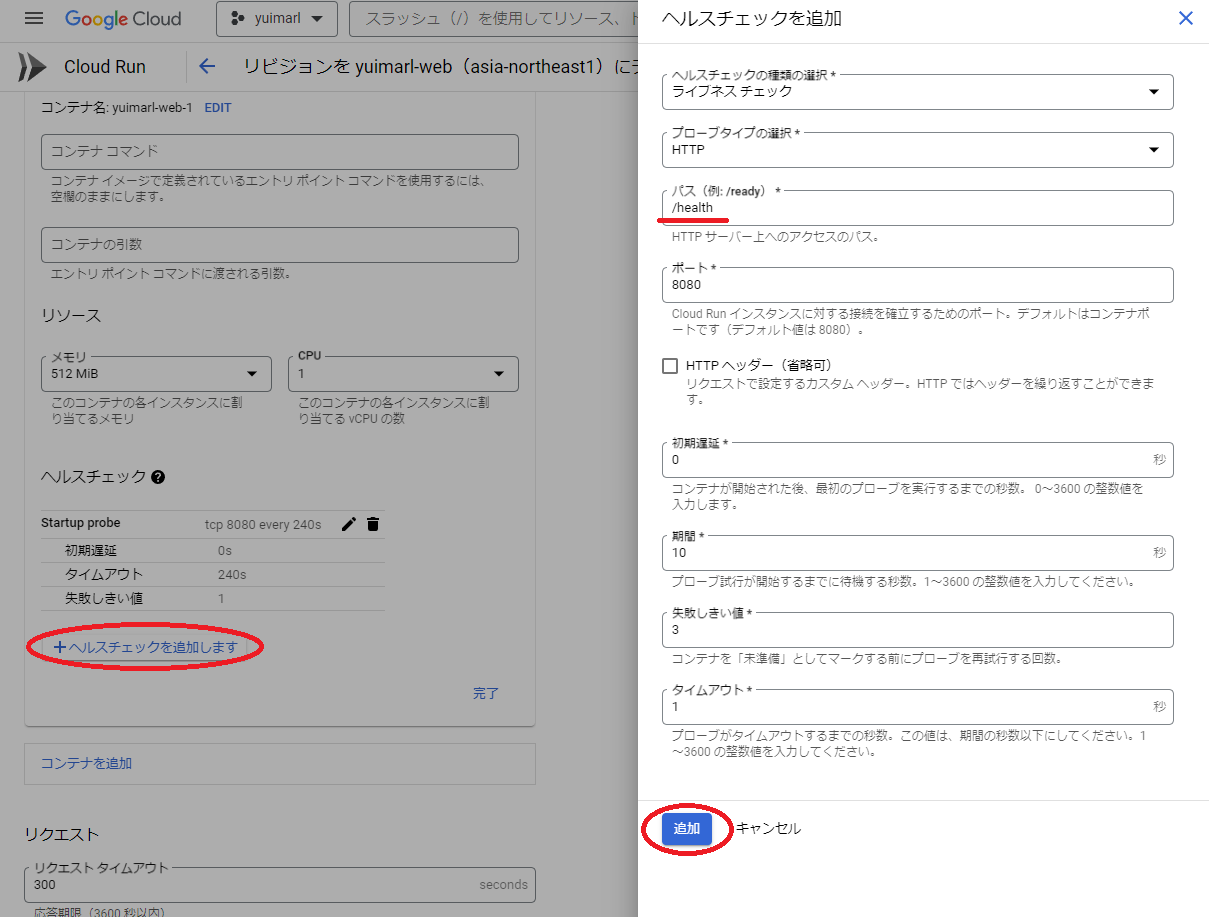 Google Cloud
yuimarl
スラッシュ（/）を使用してリソース、ド
Cloud Run
リビジョンを yuimarl-web（asia-northeast1）にデ
コンテナ名: yuimarl-web-1 EDIT
コンテナ コマンド
コンテナ イメージで定義されているエントリ ポイント コマンドを使用するには、
空欄のままにします。
コンテナの引数
エントリ ポイント コマンドに渡される引数。
リソース
メモリ
512 MiB
CPU
1
このコンテナの各インスタンスに割
り当てるメモリ
このコンテナの各インスタンスに割
り当てる vCPU の数
ヘルスチェック
Startup probe tcp 8080 every 240s
初期遅延 0s
タイムアウト 240s
失敗しきい値 1
ヘルスチェックを追加します
完了
コンテナを追加
リクエスト
リクエスト タイムアウト
300 seconds
応答期限（3600 秒以内）
ヘルスチェックを追加
ヘルスチェックの種類の選択 *
ライブネス チェック
プローブタイプの選択 *
HTTP
パス（例: /ready） *
/health
HTTP サーバー上へのアクセスのパス。
ポート *
8080
Cloud Run インスタンスに対する接続を確立するためのポート。デフォルトはコンテナポ
ートです（デフォルト値は 8080）。
HTTP ヘッダー（省略可）
リクエストで設定するカスタム ヘッダー。HTTP ではヘッダーを繰り返すことができま
す。
初期遅延 *
0 秒
コンテナが開始された後、最初のプローブを実行するまでの秒数。 0～3600 の整数値を
入力します。
期間 *
10 秒
プローブ試行が開始するまでに待機する秒数。1～3600 の整数値を入力してください。
失敗しきい値 *
3
コンテナを「未準備」としてマークする前にプローブを再試行する回数。
タイムアウト *
1 秒
プローブがタイムアウトするまでの秒数。この値は、期間の秒数以下にしてください。1
～3600 の整数値を入力してください。
追加 キャンセル